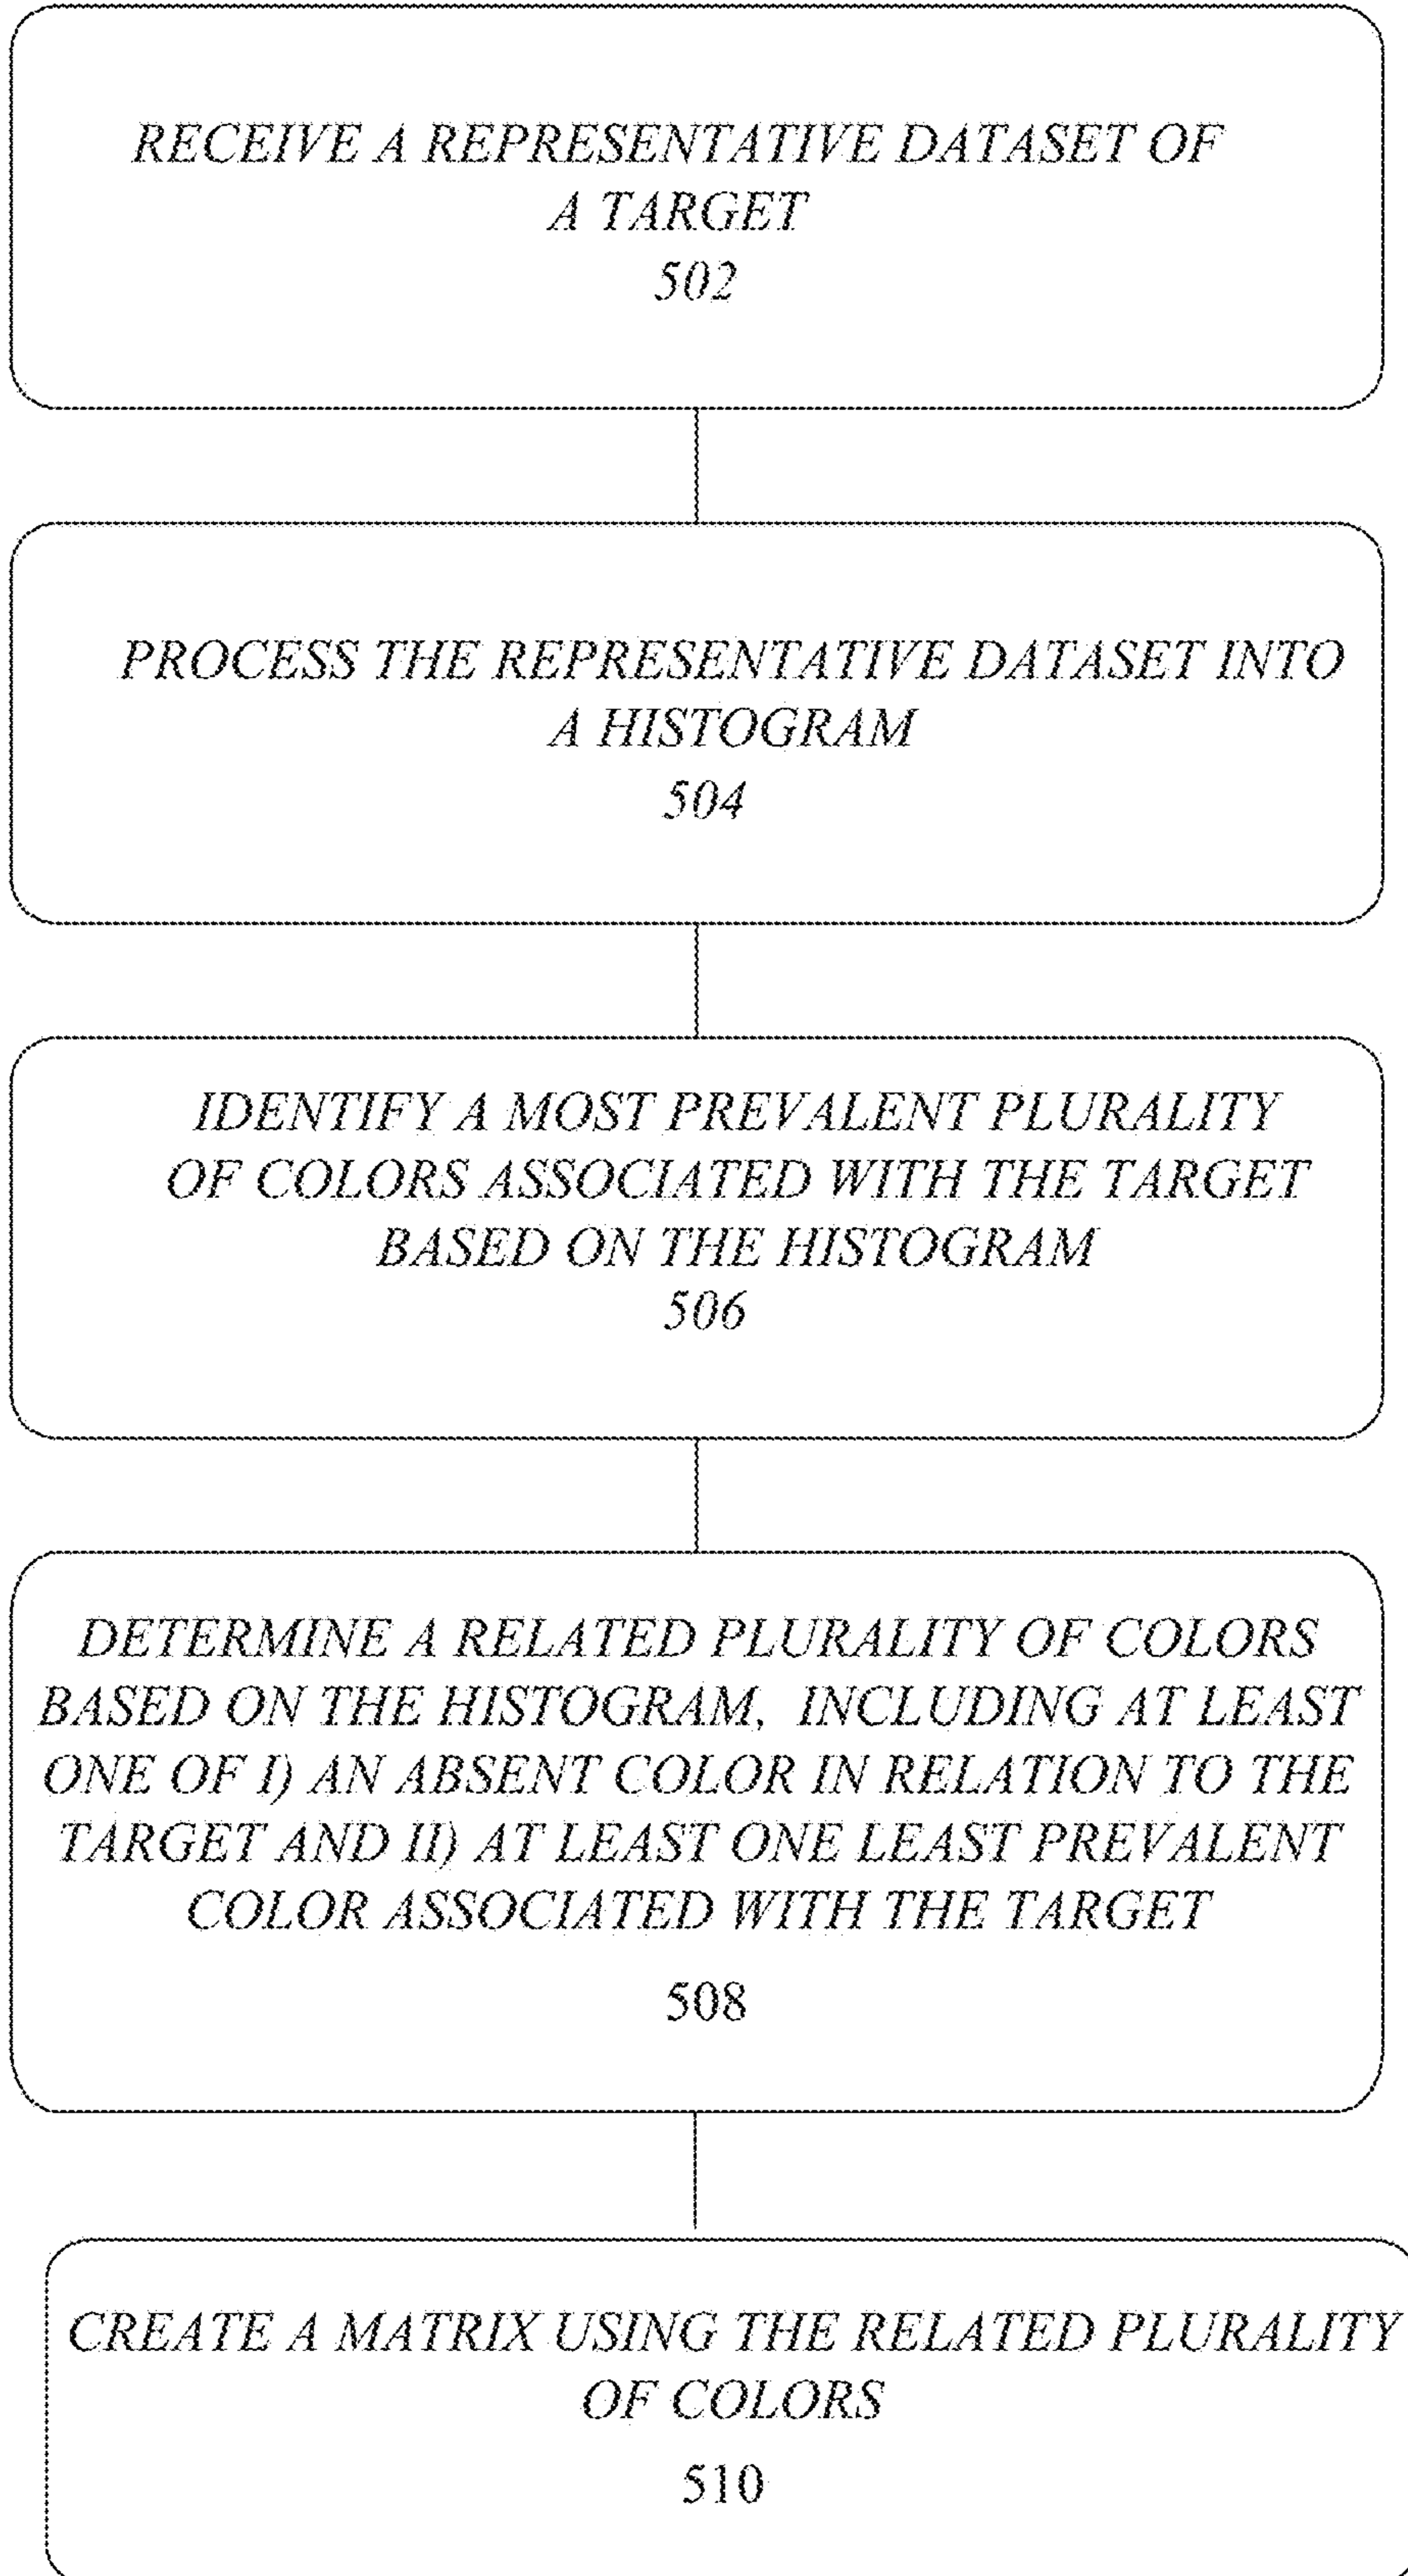 RECEIVE A REPRESENTATIVE DATASET OF
A TARGET
502
PROCESS THE REPRESENTATIVE DATASET INTO
A HISTOGRAM
504
IDENTIFY A MOST PREVALENT PLURALITY
OF COLORS ASSOCIATED WITH THE TARGET
BASED ON THE HISTOGRAM
506
DETERMINE A RELATED PLURALITY OF COLORS
BASED ON THE HISTOGRAM, INCLUDING AT LEAST
ONE OF I) AN ABSENT COLOR IN RELATION TO THE
TARGET AND II) AT LEAST ONE LEAST PREVALENT
COLOR ASSOCIATED WITH THE TARGET
508
CREATE A MATRIX USING THE RELATED PLURALITY
OF COLORS
510